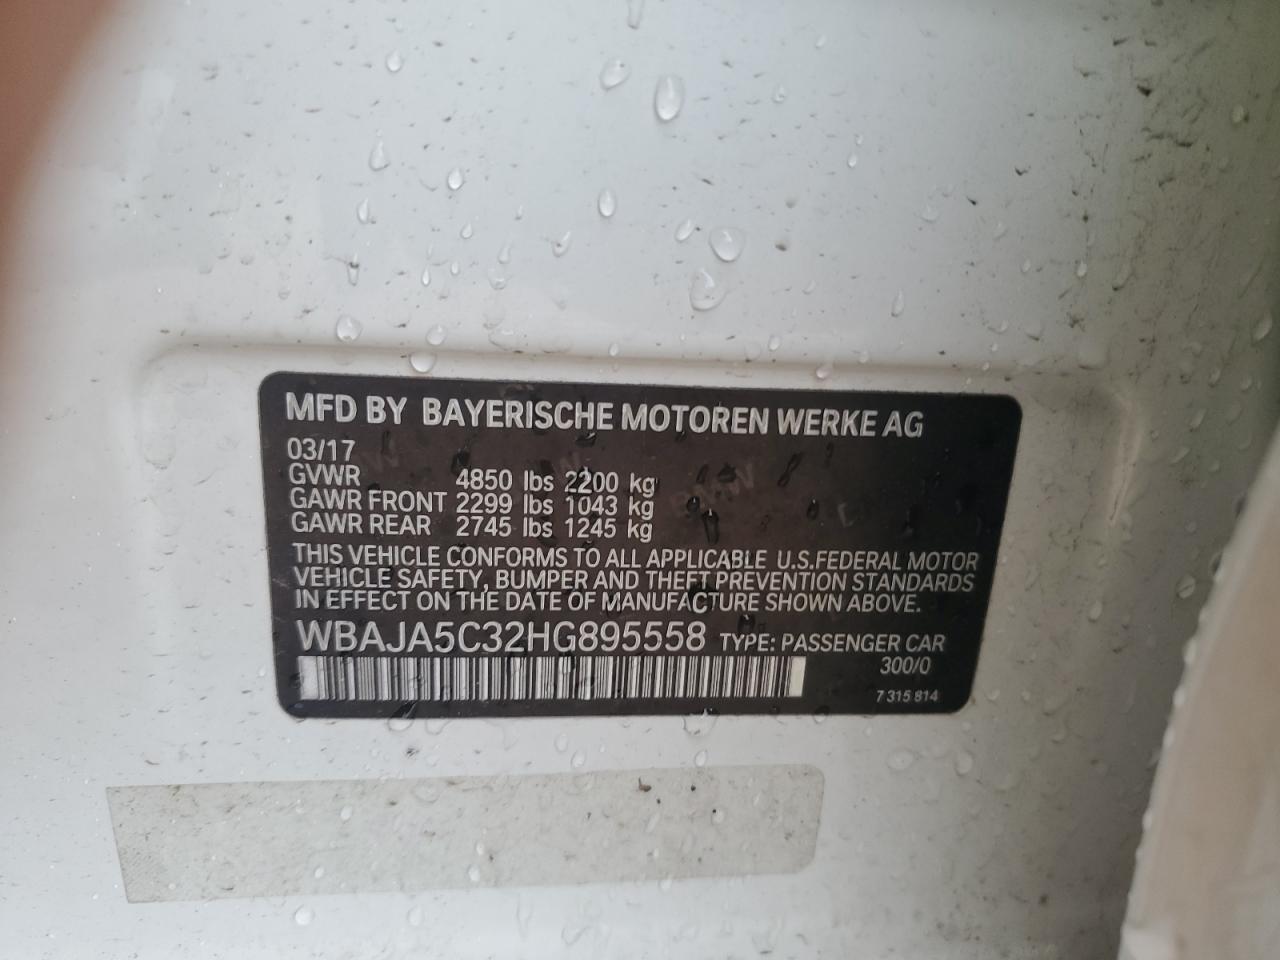 MFD BY BAYERISCHE MOTOREN WERKE AG
03/17
GVWR 4850 lbs 2200 kg
GAWR FRONT 2299 lbs 1043 kg
GAWR REAR 2745 lbs 1245 kg
THIS VEHICLE CONFORMS TO ALL APPLICABLE U.S.FEDERAL MOTOR
VEHICLE SAFETY, BUMPER AND THEFT PREVENTION STANDARDS
IN EFFECT ON THE DATE OF MANUFACTURE SHOWN ABOVE.
WBAJA5C32HG895558 TYPE: PASSENGER CAR
300/0
7 315 814